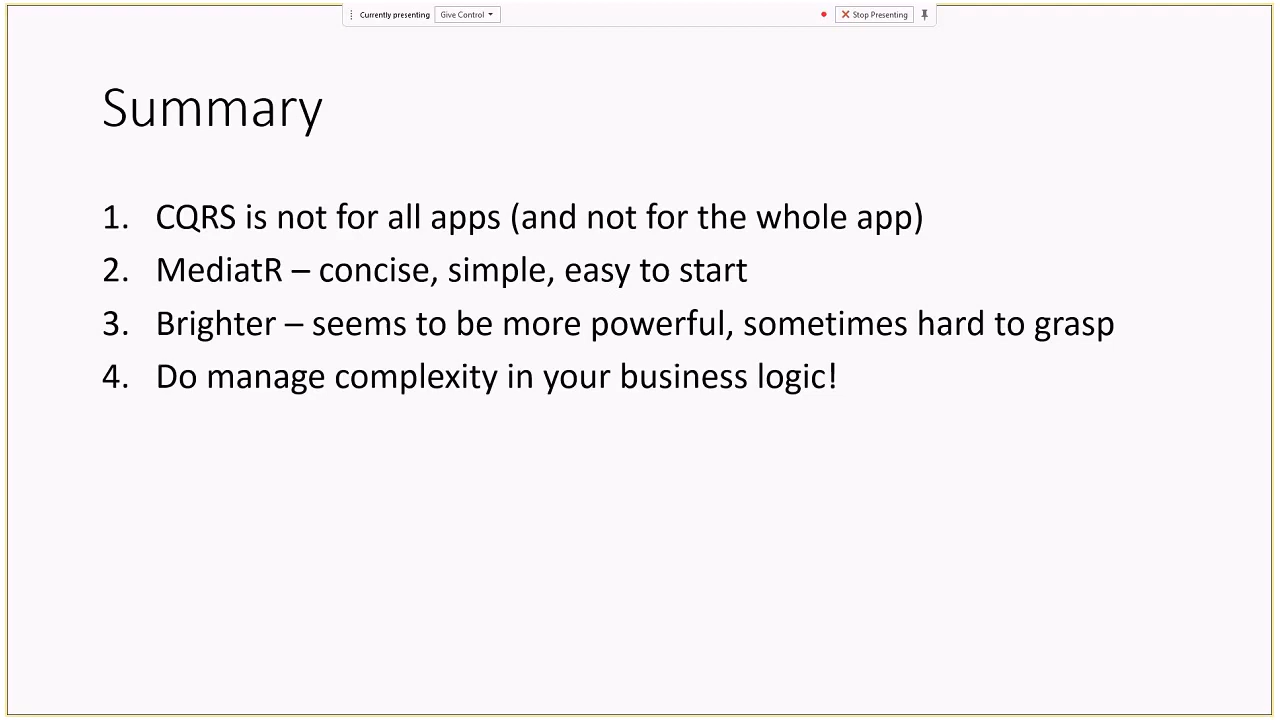 Currently presenting Give Control Stop Presenting
Summary
1. CQRS is not for all apps (and not for the whole app)
2. MediatR – concise, simple, easy to start
3. Brighter – seems to be more powerful, sometimes hard to grasp
4. Do manage complexity in your business logic!